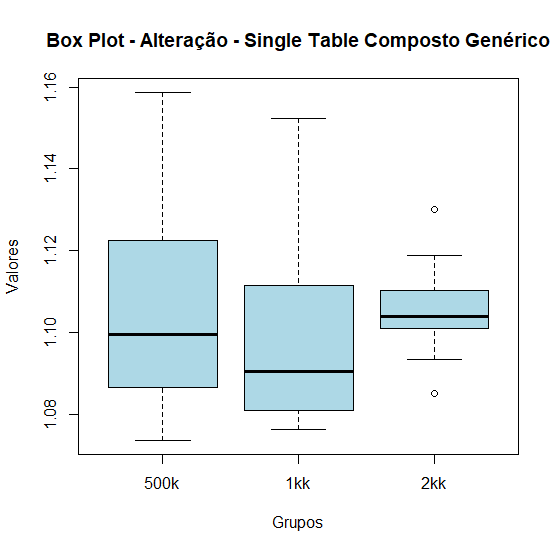 Box Plot - Alteração - Single Table Composto Genérico
1.16
1.14
1.12
1.10
1.08
Valores
500k
1kk
2kk
Grupos